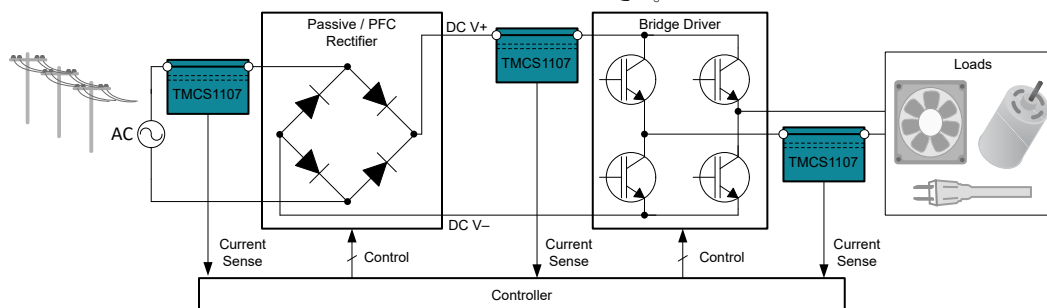 Passive / PFC
Rectifier
DC V+
Bridge Driver
Loads
TMCS1107
TMCS1107
AC
TMCS1107
DC V–
Current
Sense
Control
Current
Sense
Control
Current
Sense
Controller